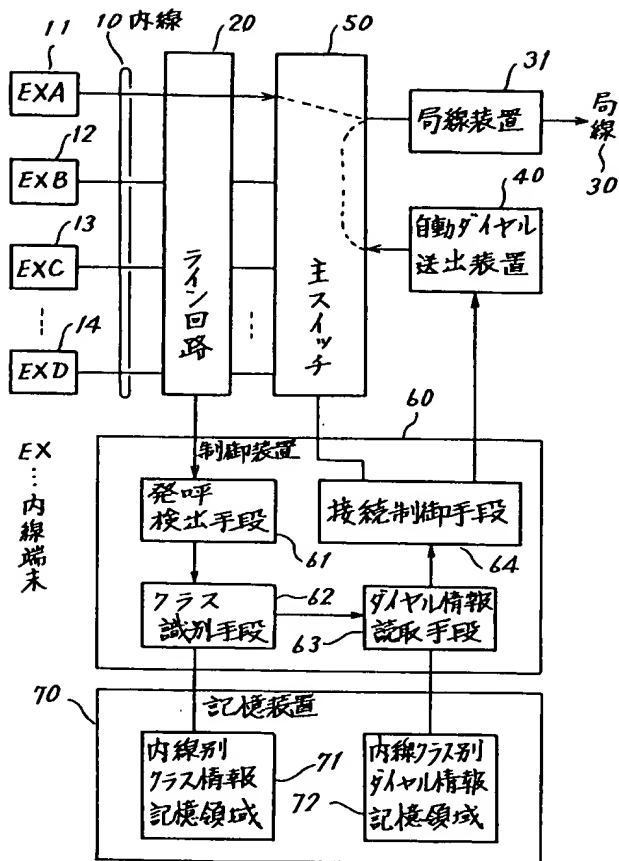 11
10 内線
20
50
EXA
31
局線装置
局線
30
12
EXB
40
自動ダイヤル
送出装置
13
EXC
ライン回路
主スイッチ
14
EXD
60
制御装置
EX…内線端末
発呼
検出手段
61
接続制御手段
64
クラス
識別手段
62
ダイヤル情報
読取手段
63
70
記憶装置
内線別
クラス情報
記憶領域
71
内線クラス別
ダイヤル情報
記憶領域
72